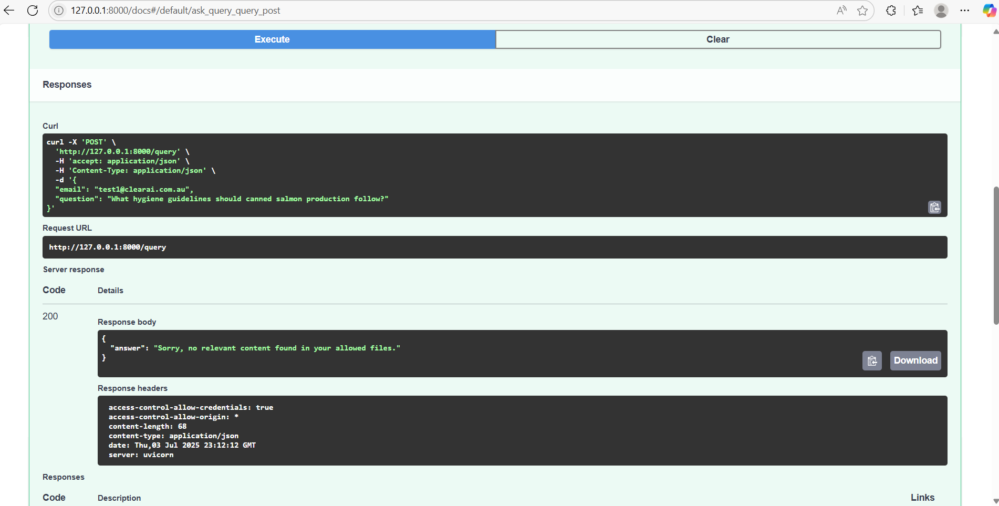 127.0.0.1:8000/docs#/default/ask_query_query_post
Execute
Clear
Responses
Curl
curl -X 'POST' \
'http://127.0.0.1:8000/query' \
-H 'accept: application/json' \
-H 'Content-Type: application/json' \
-d '{
"email": "test1@clearai.com.au",
"question": "What hygiene guidelines should canned salmon production follow?"
}'
Request URL
http://127.0.0.1:8000/query
Server response
Code Details
200
Response body
{
"answer": "Sorry, no relevant content found in your allowed files."
}
Download
Response headers
access-control-allow-credentials: true
access-control-allow-origin: *
content-length: 68
content-type: application/json
date: Thu,03 Jul 2025 23:12:12 GMT
server: uvicorn
Responses
Code Description Links